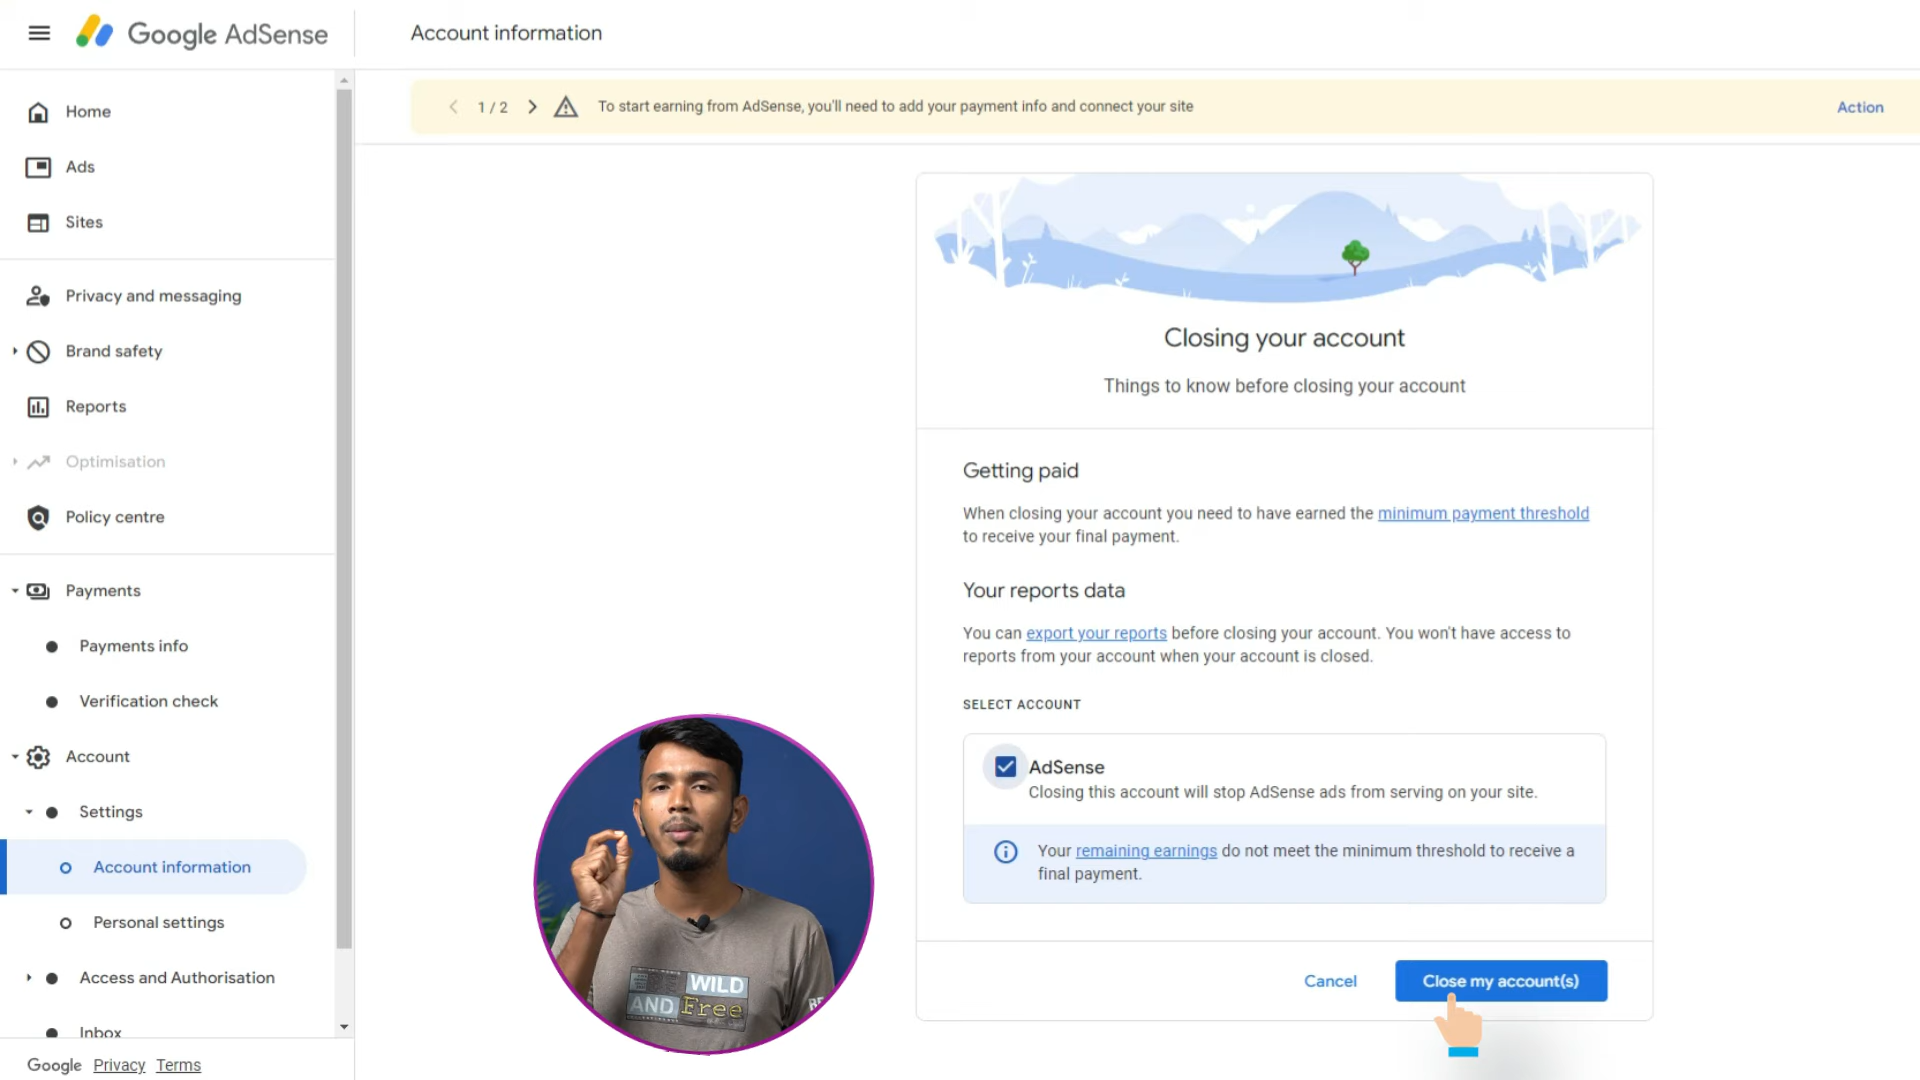 Google AdSense
Account information
1 / 2
To start earning from AdSense, you'll need to add your payment info and connect your site
Action
Home
Ads
Sites
Privacy and messaging
Brand safety
Reports
Optimisation
Policy centre
Payments
Payments info
Verification check
Account
Settings
Account information
Personal settings
Access and Authorisation
Inbox
Google Privacy Terms
Closing your account
Things to know before closing your account
Getting paid
When closing your account you need to have earned the minimum payment threshold
to receive your final payment.
Your reports data
You can export your reports before closing your account. You won't have access to
reports from your account when your account is closed.
SELECT ACCOUNT
AdSense
Closing this account will stop AdSense ads from serving on your site.
Your remaining earnings do not meet the minimum threshold to receive a
final payment.
Cancel
Close my account(s)
WILD
AND Free